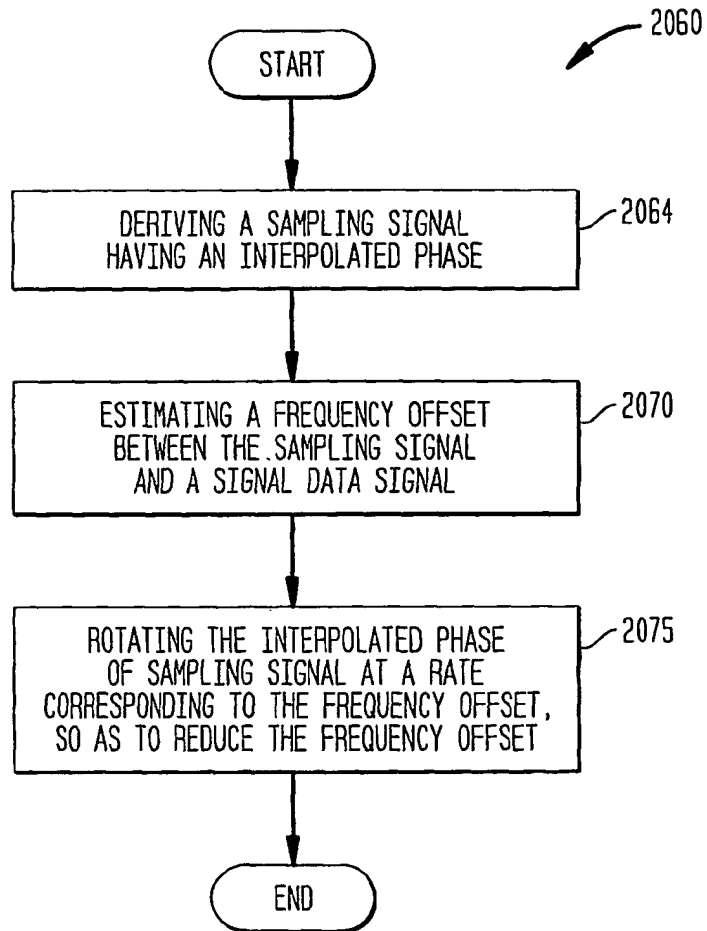 2060
START
DERIVING A SAMPLING SIGNAL
HAVING AN INTERPOLATED PHASE
2064
ESTIMATING A FREQUENCY OFFSET
BETWEEN THE SAMPLING SIGNAL
AND A SIGNAL DATA SIGNAL
2070
ROTATING THE INTERPOLATED PHASE
OF SAMPLING SIGNAL AT A RATE
CORRESPONDING TO THE FREQUENCY OFFSET,
SO AS TO REDUCE THE FREQUENCY OFFSET
2075
END